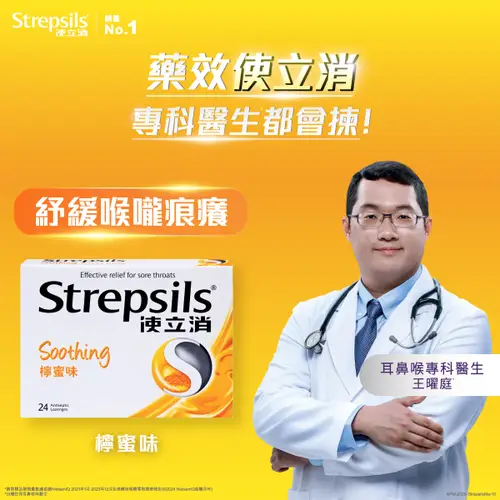 Strepsils
使立消
銷量
No.1
藥效使立消
專科醫生都會揀!
紓緩喉嚨痕癢
Effective relief for sore throats
Strepsils®
使立消
Soothing
檸蜜味
24 Antiseptic
Lozenges
檸蜜味
耳鼻喉專科醫生
王曜庭